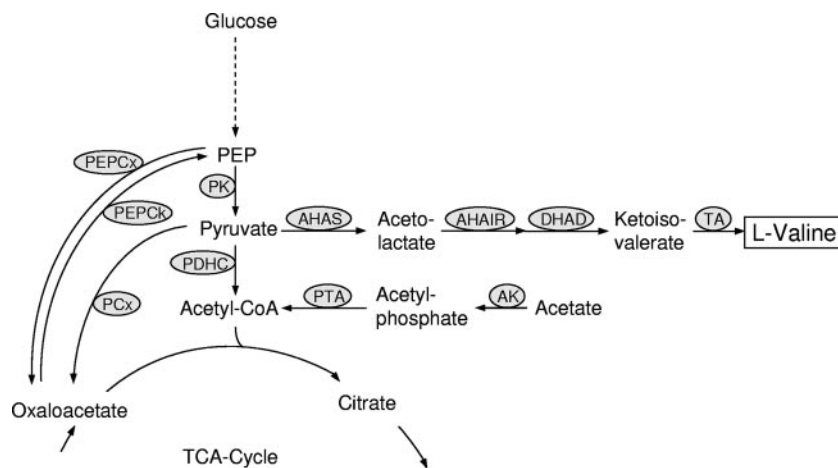 Glucose
PEPCx
PEP
PK
PEPCk
Pyruvate
AHAS
Aceto-
lactate
AHAIR
DHAD
Ketoiso-
valerate
TA
L-Valine
PDHC
PCx
Acetyl-CoA
PTA
Acetyl-
phosphate
AK
Acetate
Oxaloacetate
Citrate
TCA-Cycle